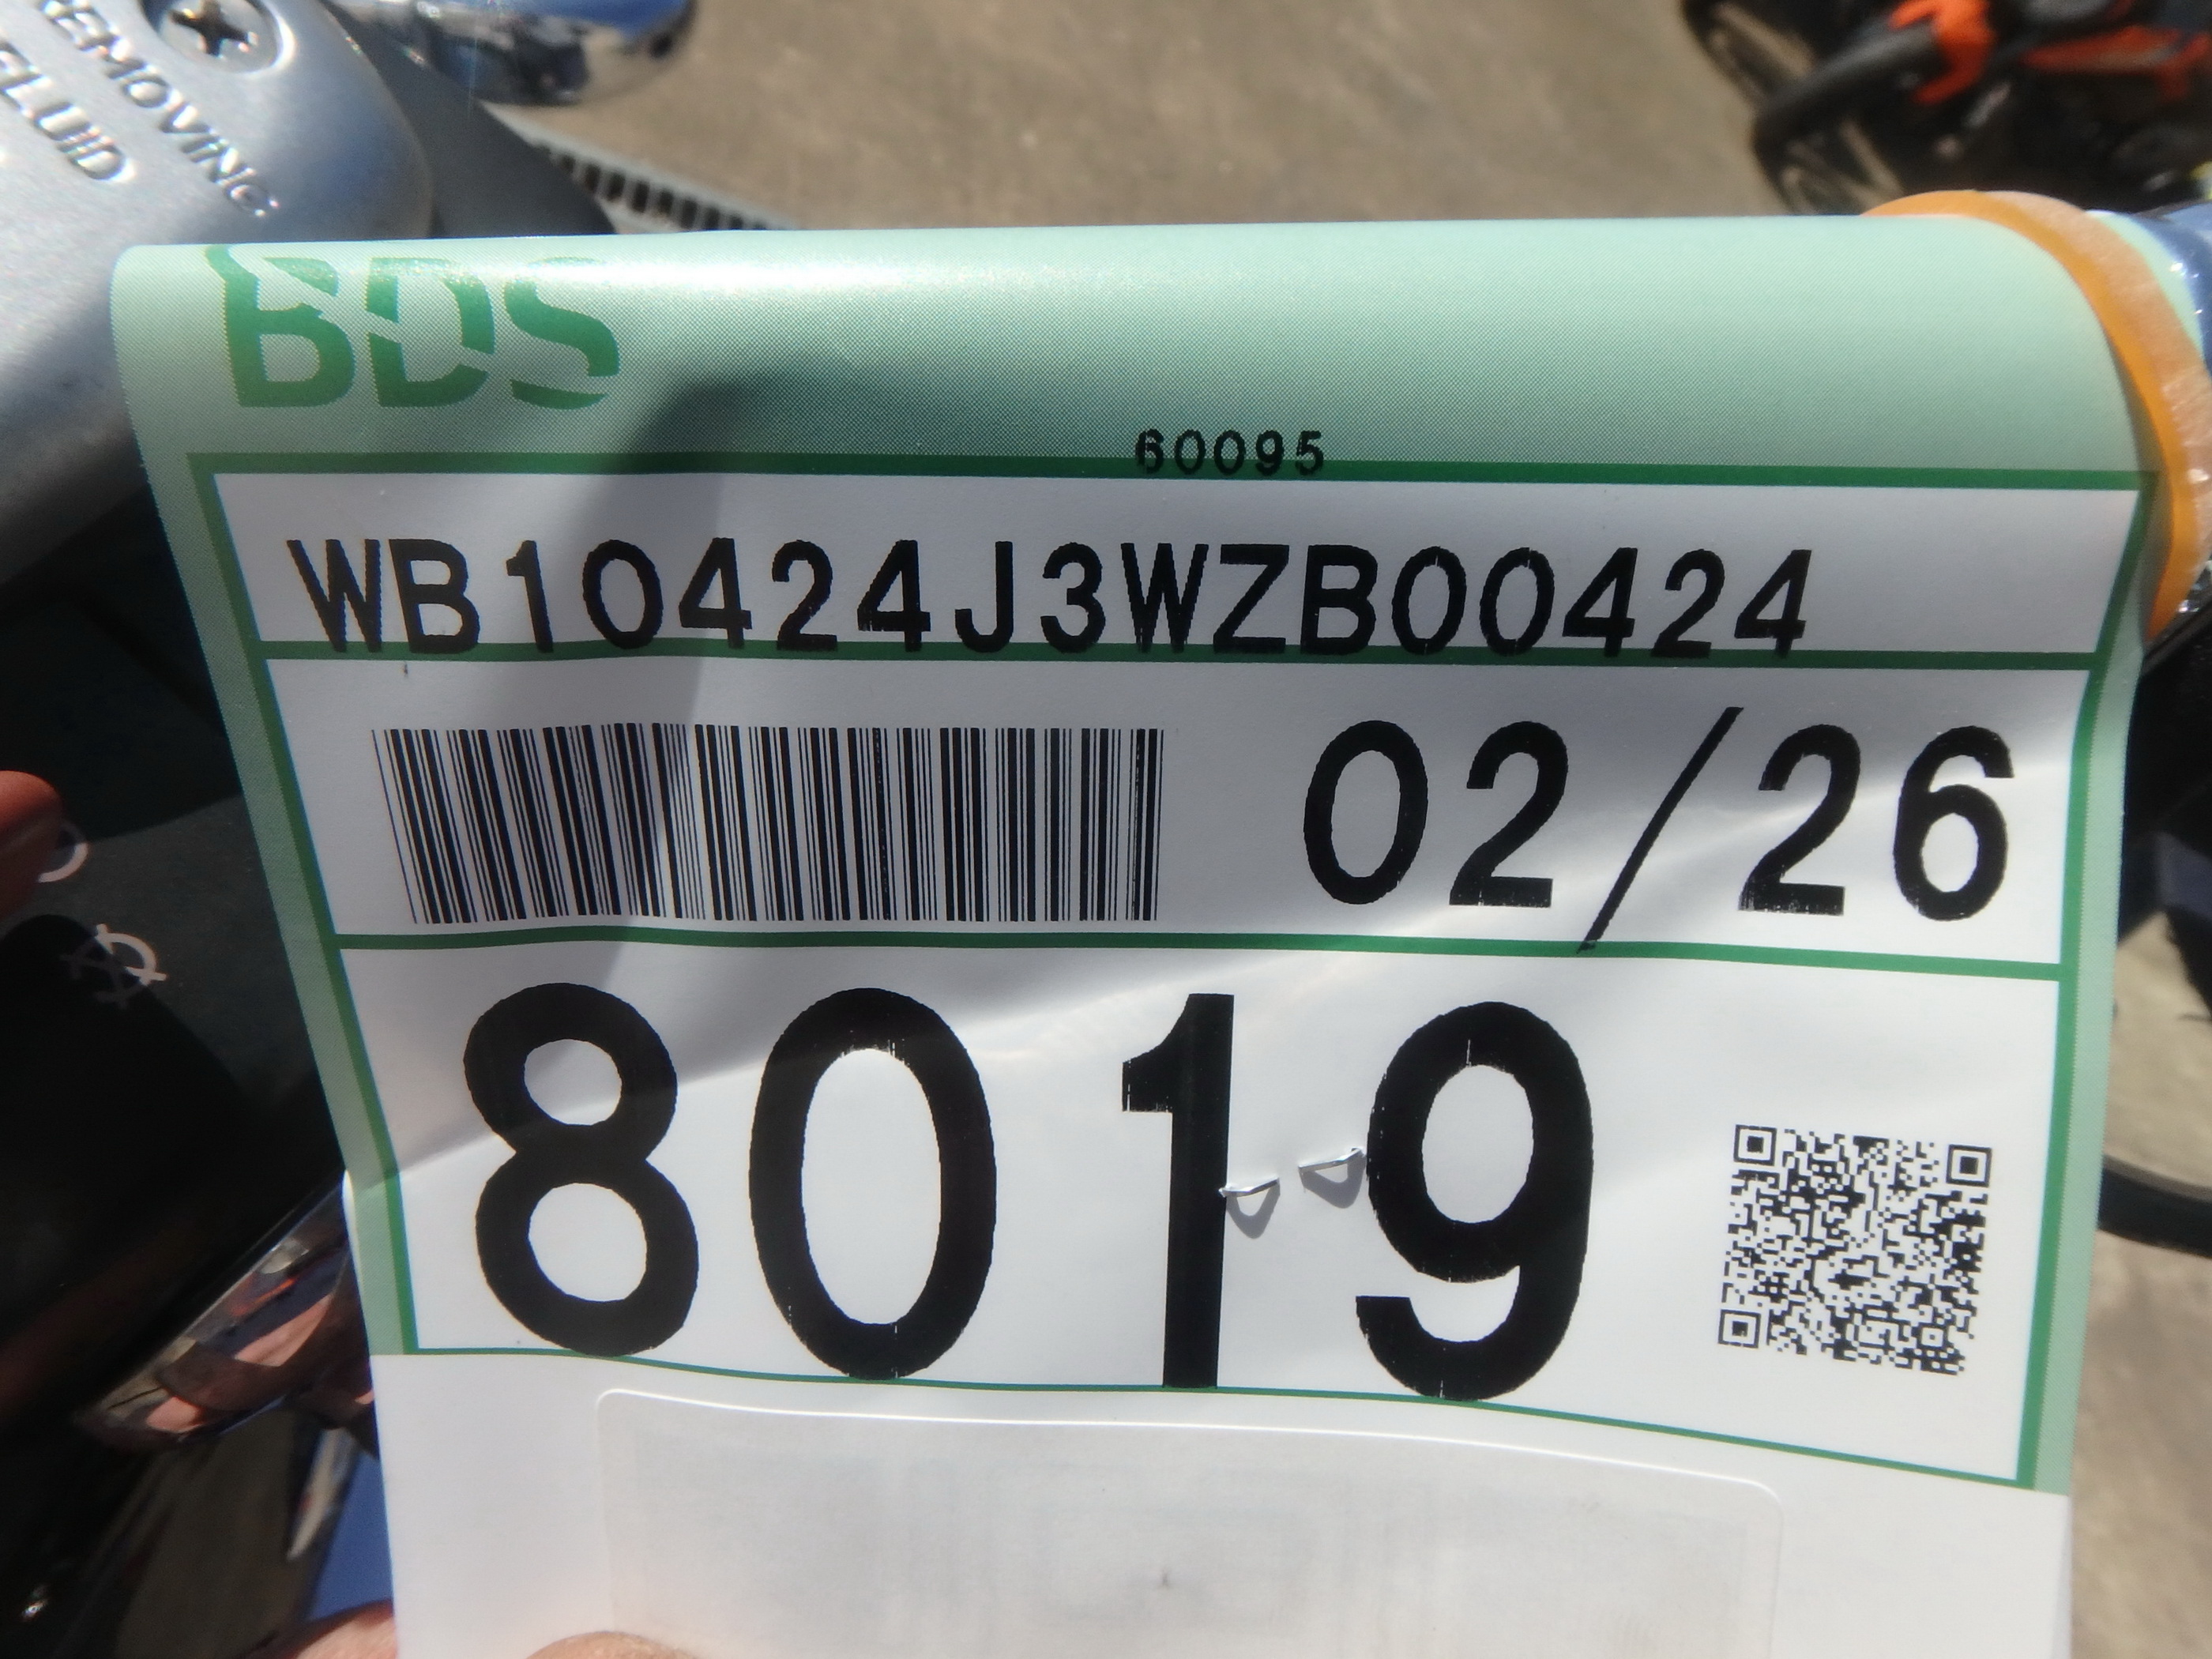 REMOVING
FLUID
BDS
60095
WB10424J3WZB00424
02/26
8019